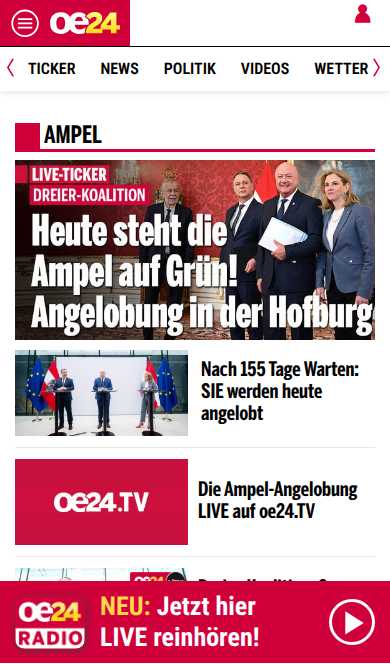 oe24
TICKER NEWS POLITIK VIDEOS WETTER
AMPEL
LIVE-TICKER
DREIER-KOALITION
Heute steht die
Ampel auf Grün!
Angelobung in der Hofburg
Nach 155 Tage Warten:
SIE werden heute
angelobt
oe24.TV
Die Ampel-Angelobung
LIVE auf oe24.TV
oe24
RADIO
NEU: Jetzt hier
LIVE reinhören!